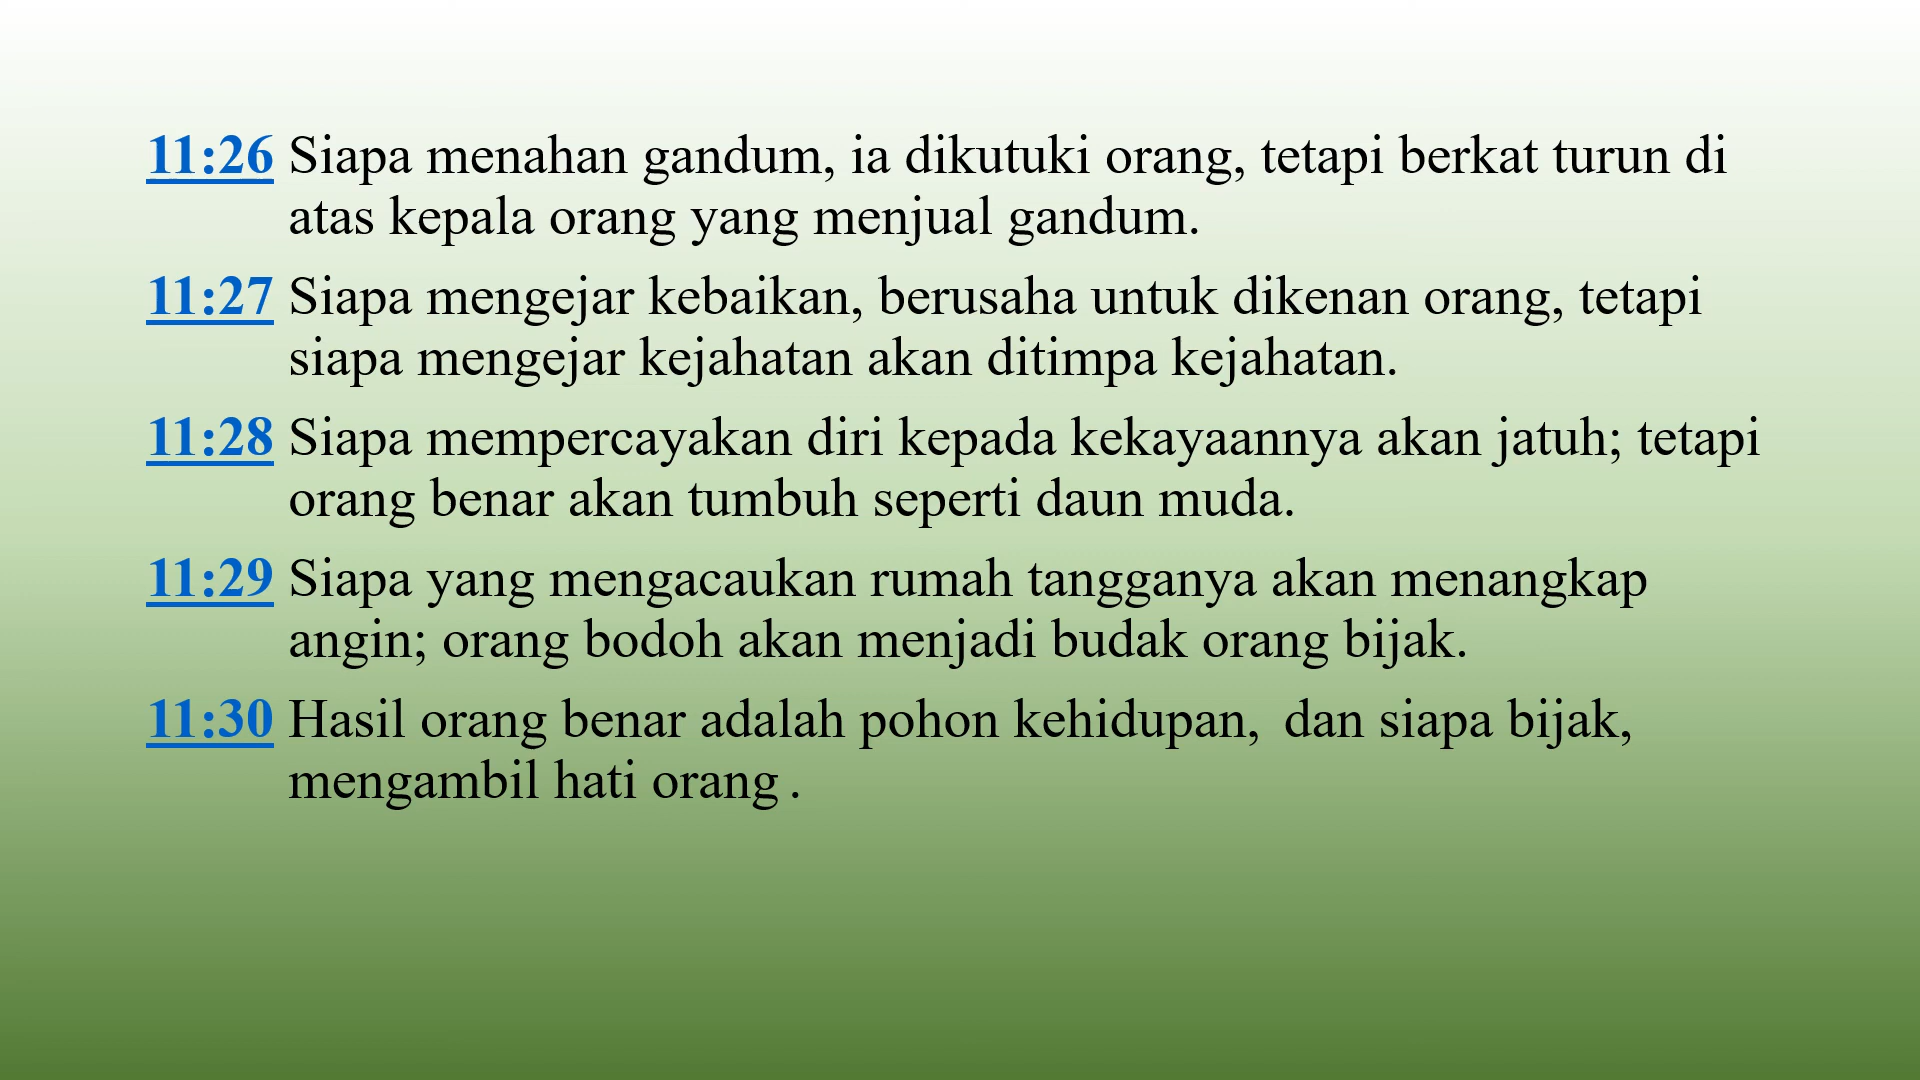 11:26 Siapa menahan gandum, ia dikutuki orang, tetapi berkat turun di
atas kepala orang yang menjual gandum.
11:27 Siapa mengejar kebaikan, berusaha untuk dikenan orang, tetapi
siapa mengejar kejahatan akan ditimpa kejahatan.
11:28 Siapa mempercayakan diri kepada kekayaannya akan jatuh; tetapi
orang benar akan tumbuh seperti daun muda.
11:29 Siapa yang mengacaukan rumah tangganya akan menangkap
angin; orang bodoh akan menjadi budak orang bijak.
11:30 Hasil orang benar adalah pohon kehidupan, dan siapa bijak,
mengambil hati orang .